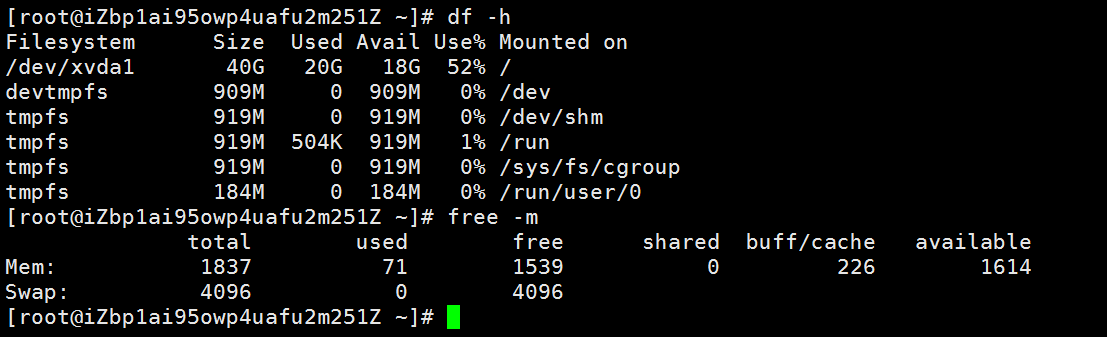 [root@iZbp1ai95owp4uafu2m251Z ~]# df -h
Filesystem      Size  Used Avail Use% Mounted on
/dev/xvda1       40G   20G   18G  52% /
devtmpfs        909M     0  909M   0% /dev
tmpfs           919M     0  919M   0% /dev/shm
tmpfs           919M  504K  919M   1% /run
tmpfs           919M     0  919M   0% /sys/fs/cgroup
tmpfs           184M     0  184M   0% /run/user/0
[root@iZbp1ai95owp4uafu2m251Z ~]# free -m
              total        used        free      shared  buff/cache   available
Mem:           1837          71        1539           0         226        1614
Swap:          4096           0        4096
[root@iZbp1ai95owp4uafu2m251Z ~]#